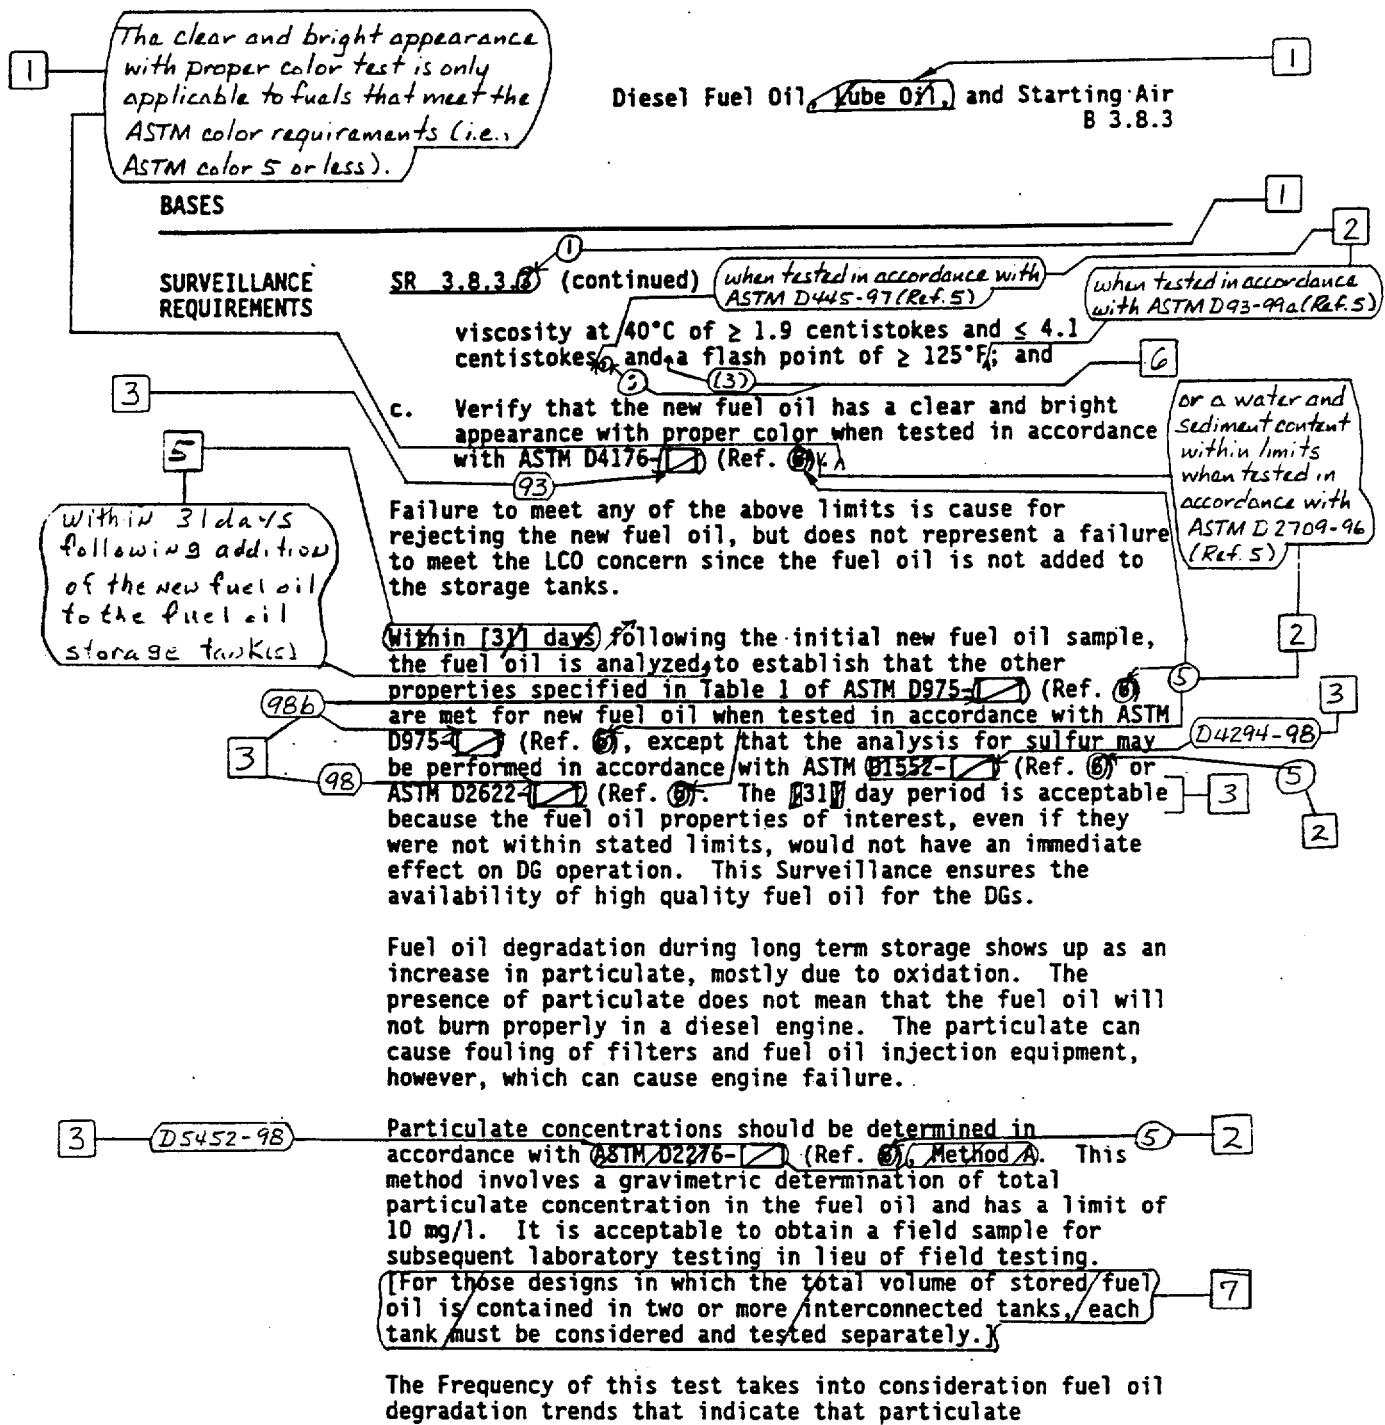 The clear and bright appearance
with proper color test is only
applicable to fuels that meet the
ASTM color requirements (i.e.,
ASTM color 5 or less).
1
1
Diesel Fuel Oil, Lube Oil, and Starting Air
B 3.8.3
BASES
1
2
1
SURVEILLANCE
REQUIREMENTS
SR 3.8.3. (continued)
when tested in accordance with
ASTM D445-97 (Ref. 5)
when tested in accordance
with ASTM D93-99a (Ref. 5)
viscosity at 40°C of ≥ 1.9 centistokes and ≤ 4.1
centistokes, and a flash point of ≥ 125°F; and
(3)
6
3
c. Verify that the new fuel oil has a clear and bright
appearance with proper color when tested in accordance
with ASTM D4176-[ ] (Ref. 6).
93
or a water and
sediment content
within limits
when tested in
accordance with
ASTM D 2709-96
(Ref. 5)
5
Failure to meet any of the above limits is cause for
rejecting the new fuel oil, but does not represent a failure
to meet the LCO concern since the fuel oil is not added to
the storage tanks.
within 31 days
following addition
of the new fuel oil
to the fuel oil
storage tank(s)
2
Within [31] days following the initial new fuel oil sample,
the fuel oil is analyzed to establish that the other
properties specified in Table 1 of ASTM D975-[ ] (Ref. 6)
are met for new fuel oil when tested in accordance with ASTM
D975-[ ] (Ref. 6), except that the analysis for sulfur may
be performed in accordance with ASTM D1552-[ ] (Ref. 6) or
ASTM D2622-[ ] (Ref. 6). The [31] day period is acceptable
because the fuel oil properties of interest, even if they
were not within stated limits, would not have an immediate
effect on DG operation. This Surveillance ensures the
availability of high quality fuel oil for the DGs.
98b
3
98
5
3
D4294-98
5
3
2
Fuel oil degradation during long term storage shows up as an
increase in particulate, mostly due to oxidation. The
presence of particulate does not mean that the fuel oil will
not burn properly in a diesel engine. The particulate can
cause fouling of filters and fuel oil injection equipment,
however, which can cause engine failure.
3
D5452-98
5
2
Particulate concentrations should be determined in
accordance with ASTM D2276-[ ] (Ref. 6), Method A. This
method involves a gravimetric determination of total
particulate concentration in the fuel oil and has a limit of
10 mg/l. It is acceptable to obtain a field sample for
subsequent laboratory testing in lieu of field testing.
[For those designs in which the total volume of stored fuel
oil is contained in two or more interconnected tanks, each
tank must be considered and tested separately.]
7
The Frequency of this test takes into consideration fuel oil
degradation trends that indicate that particulate